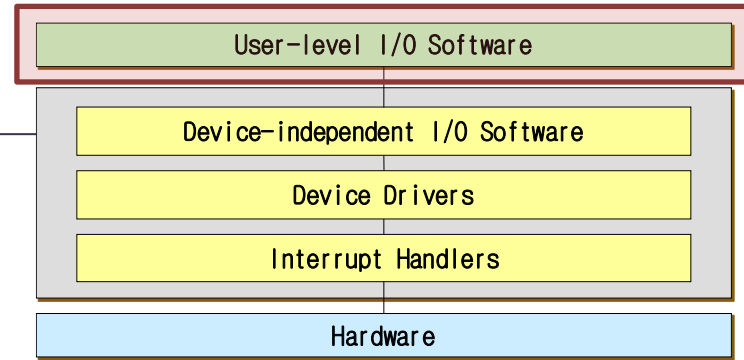 User-level I/O Software
Device-independent I/O Software
Device Drivers
Interrupt Handlers
Hardware